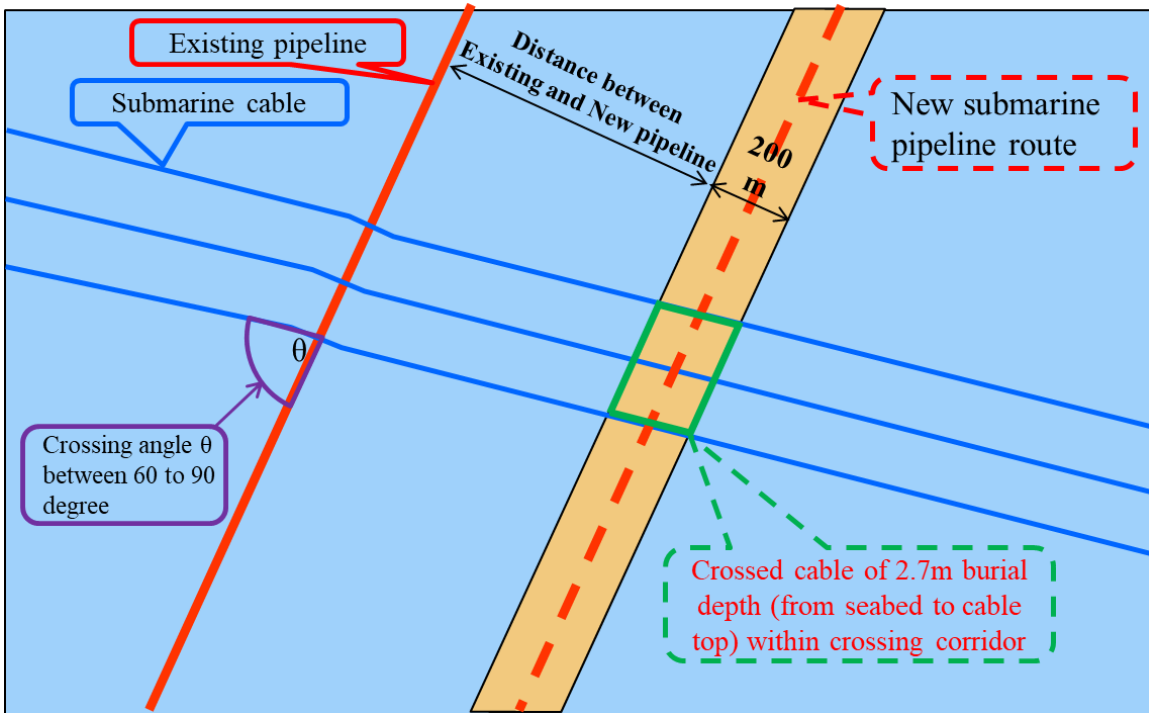 Existing pipeline
Submarine cable
Distance between
Existing and New pipeline
200
m
New submarine
pipeline route
θ
Crossing angle θ
between 60 to 90
degree
Crossed cable of 2.7m burial
depth (from seabed to cable
top) within crossing corridor